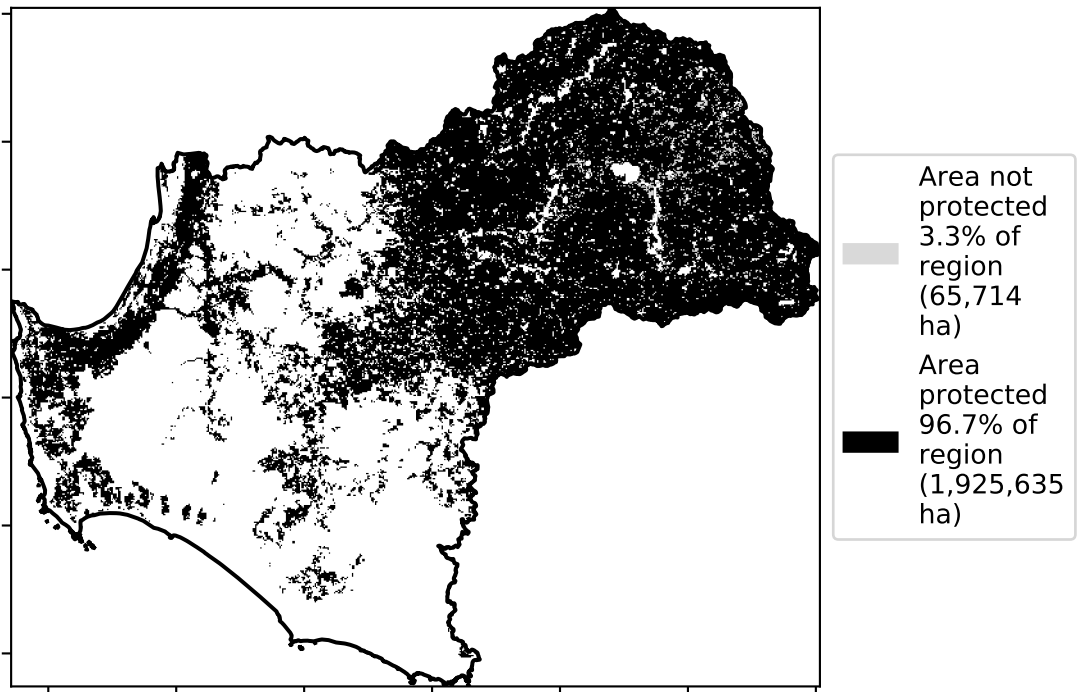 Area not
protected
3.3% of
region
(65,714
ha)
Area
protected
96.7% of
region
(1,925,635
ha)